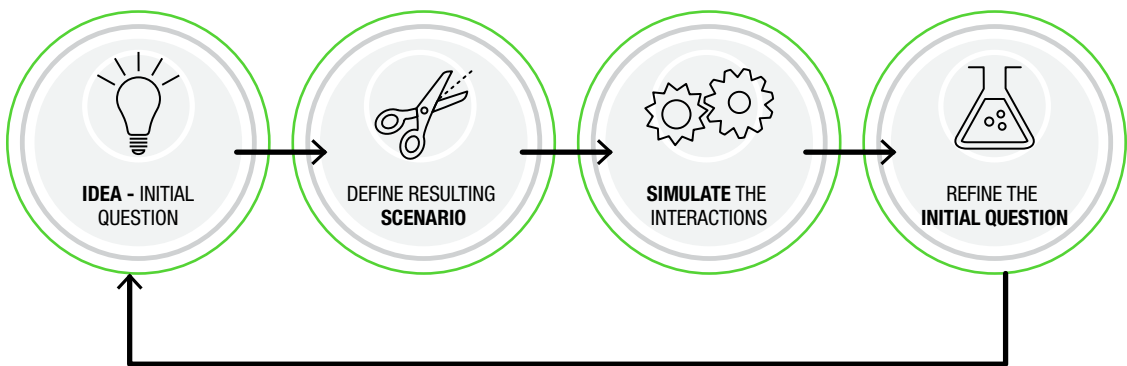 IDEA - INITIAL
QUESTION
DEFINE RESULTING
SCENARIO
SIMULATE THE
INTERACTIONS
REFINE THE
INITIAL QUESTION